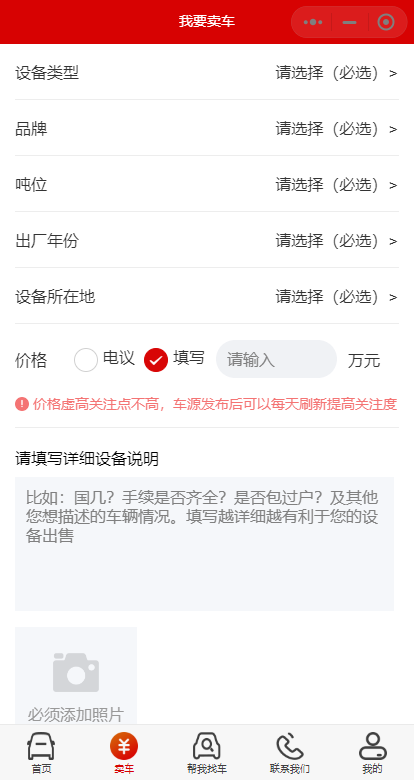 我要卖车
设备类型 请选择（必选）>
品牌 请选择（必选）>
吨位 请选择（必选）>
出厂年份 请选择（必选）>
设备所在地 请选择（必选）>
价格 电议 填写 请输入 万元
价格虚高关注点不高，车源发布后可以每天刷新提高关注度
请填写详细设备说明
比如：国几？手续是否齐全？是否包过户？及其他
您想描述的车辆情况。填写越详细越有利于您的设
备出售
必须添加照片
首页 卖车 帮我找车 联系我们 我的